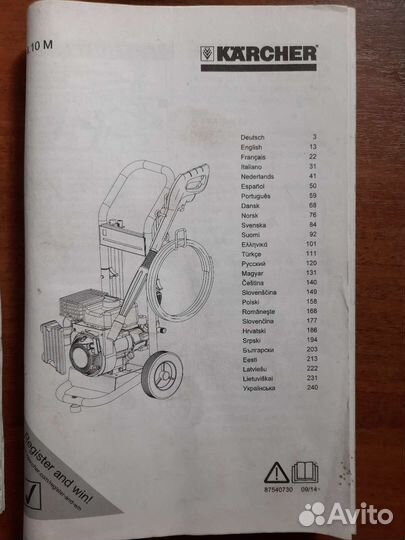 10 M
KÄRCHER
Deutsch 3
English 13
Français 22
Italiano 31
Nederlands 41
Español 50
Português 59
Dansk 68
Norsk 76
Svenska 84
Suomi 92
Ελληνικά 101
Türkçe 111
Русский 120
Magyar 131
Čeština 140
Slovenščina 149
Polski 158
Româneşte 168
Slovenčina 177
Hrvatski 186
Srpski 194
Български 203
Eesti 213
Latviešu 222
Lietuviškai 231
Українська 240
Register and win!
87540730 09/14
Avito